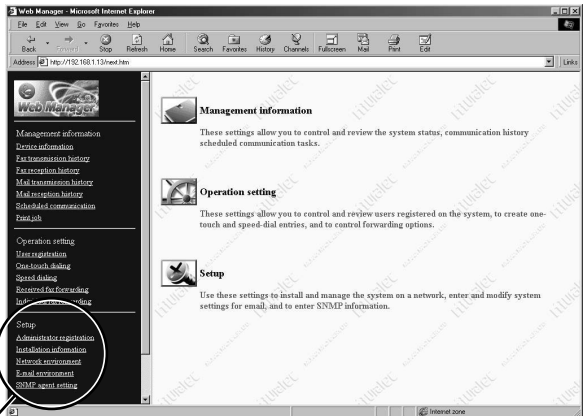 Web Manager - Microsoft Internet Explorer
File Edit View Go Favorites Help
Back Forward Stop Refresh Home Search Favorites History Channels Fullscreen Mail Print Edit
Address http://192.168.1.13/next.htm Links
Web Manager
Management information
Device information
Fax transmission history
Fax reception history
Mail transmission history
Mail reception history
Scheduled communication
Print job
Operation setting
User registration
One-touch dialing
Speed dialing
Received fax forwarding
forwarding
Setup
Administrator registration
Installation information
Network environment
E-mail environment
SNMP agent setting
Management information
These settings allow you to control and review the system status, communication history
scheduled communication tasks.
Operation setting
These settings allow you to control and review users registered on the system, to create one-
touch and speed-dial entries, and to control forwarding options.
Setup
Use these settings to install and manage the system on a network, enter and modify system
settings for email, and to enter SNMP information.
Internet zone